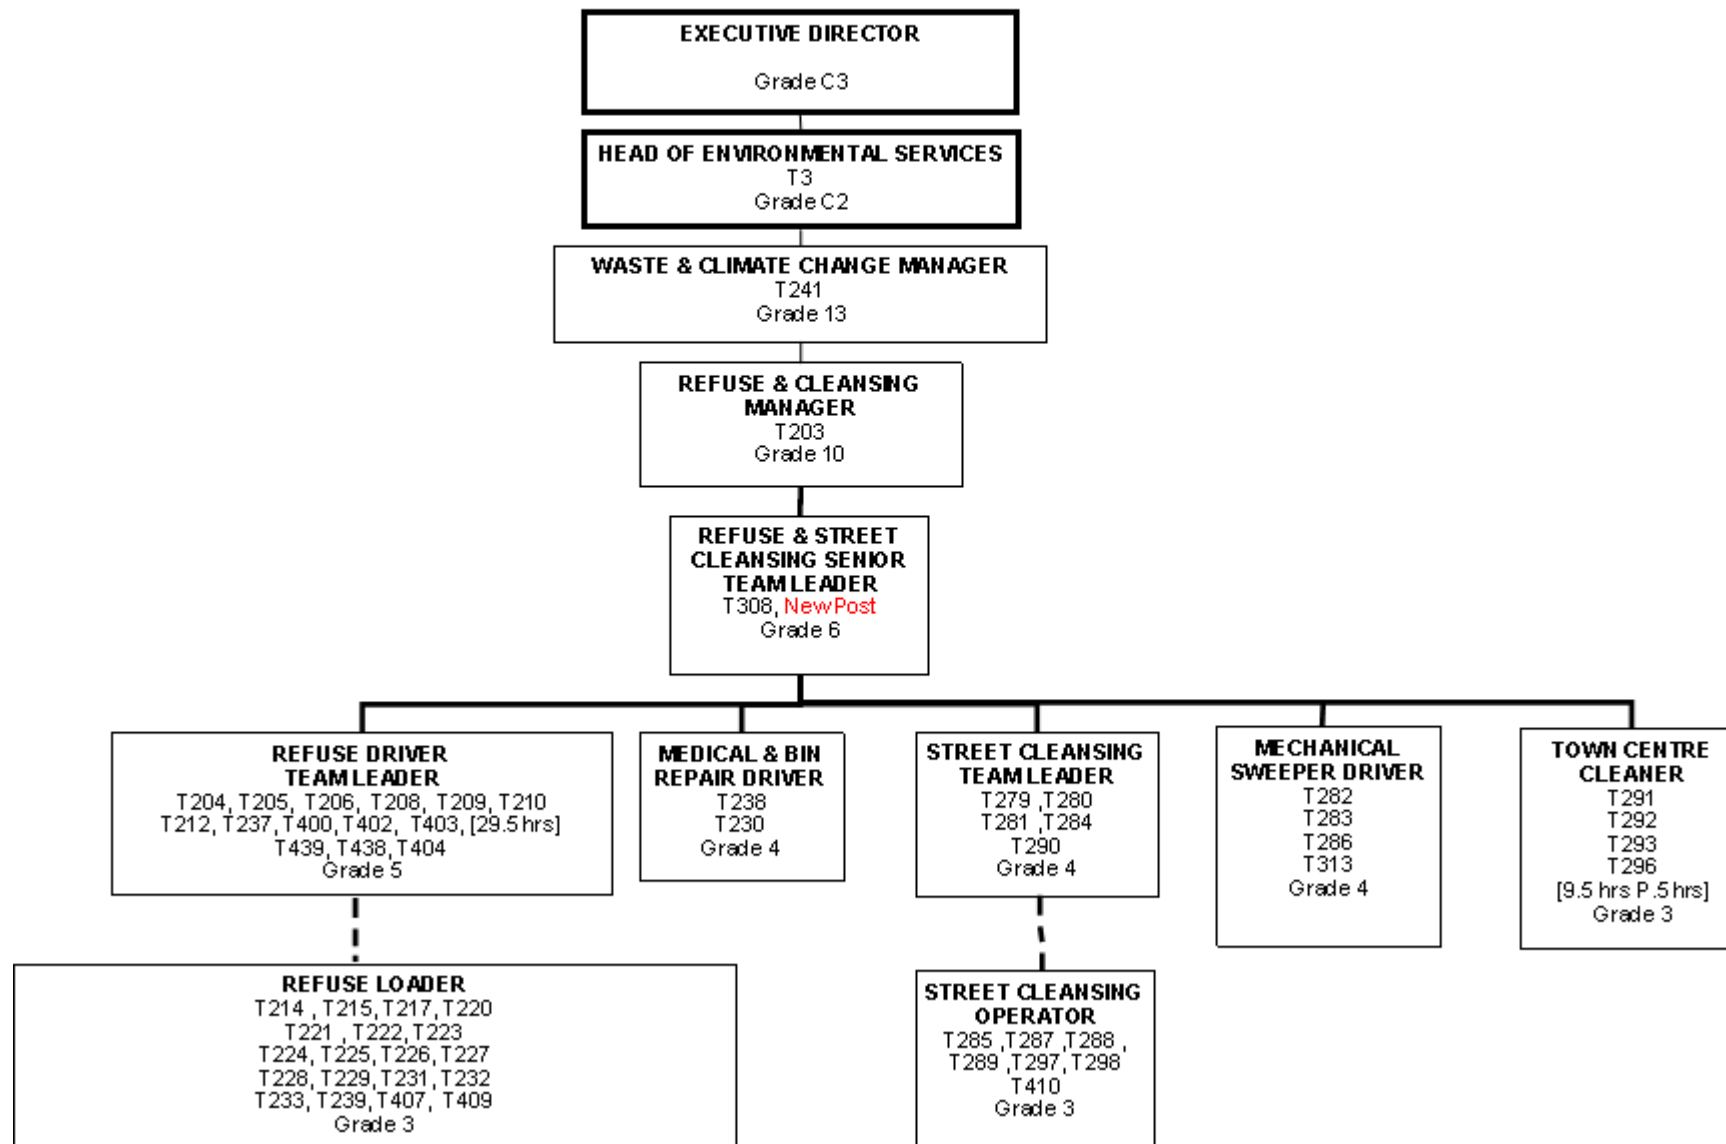 EXECUTIVE DIRECTOR
Grade C3
HEAD OF ENVIRONMENTAL SERVICES
T3
Grade C2
WASTE & CLIMATE CHANGE MANAGER
T241
Grade 13
REFUSE & CLEANSING
MANAGER
T203
Grade 10
REFUSE & STREET
CLEANSING SENIOR
TEAM LEADER
T308, New Post
Grade 6
REFUSE DRIVER
TEAM LEADER
T204, T205, T206, T208, T209, T210
T212, T237, T400, T402, T403, [29.5 hrs]
T439, T438, T404
Grade 5
MEDICAL & BIN
REPAIR DRIVER
T238
T230
Grade 4
STREET CLEANSING
TEAM LEADER
T279 ,T280
T281 ,T284
T290
Grade 4
MECHANICAL
SWEEPER DRIVER
T282
T283
T286
T313
Grade 4
TOWN CENTRE
CLEANER
T291
T292
T293
T296
[9.5 hrs P.5 hrs]
Grade 3
REFUSE LOADER
T214 , T215, T217, T220
T221 , T222, T223
T224, T225, T226, T227
T228, T229, T231, T232
T233, T239, T407, T409
Grade 3
STREET CLEANSING
OPERATOR
T285 ,T287 ,T288 ,
T289 ,T297, T298
T410
Grade 3